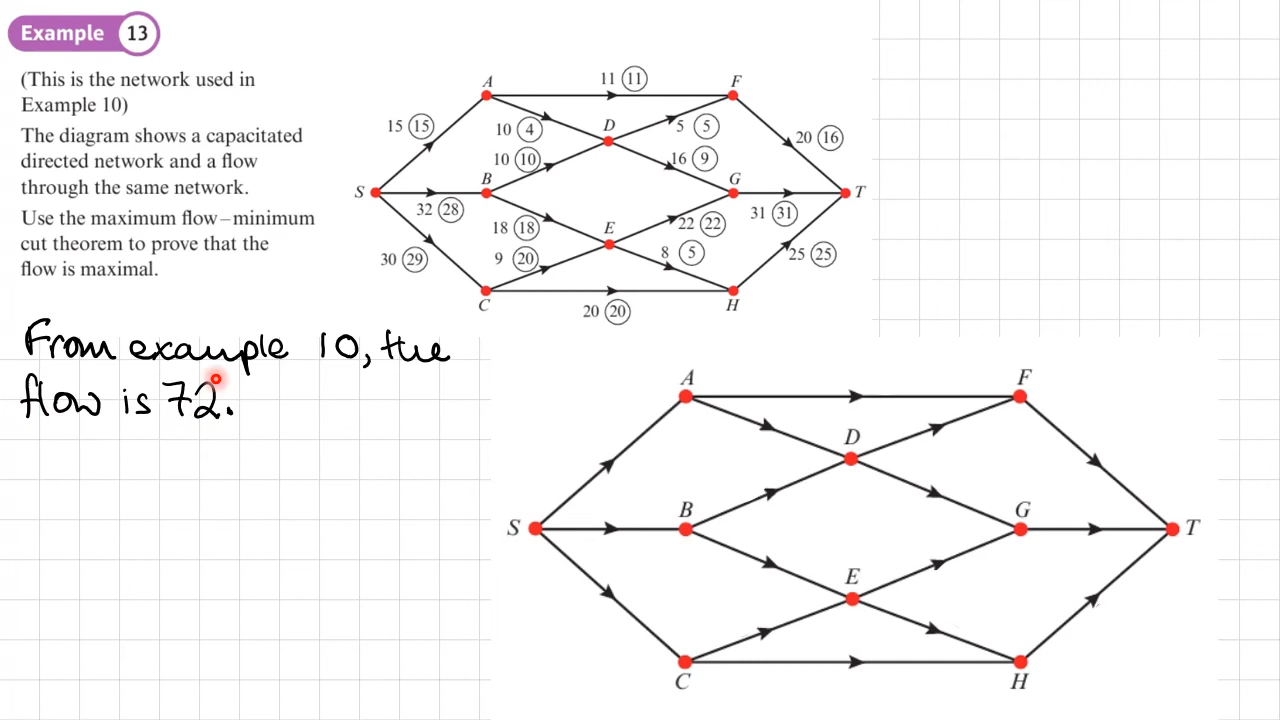 Example 13
(This is the network used in
Example 10)
The diagram shows a capacitated
directed network and a flow
through the same network.
Use the maximum flow–minimum
cut theorem to prove that the
flow is maximal.
A
11 11
F
15 15
10 4
D
5 5
20 16
10 10
16 9
S
B
G
T
32 28
31 31
18 18
E
22 22
30 29
9 20
8 5
25 25
C
20 20
H
From example 10, the
flow is 72.
A
F
D
S
B
G
T
E
C
H